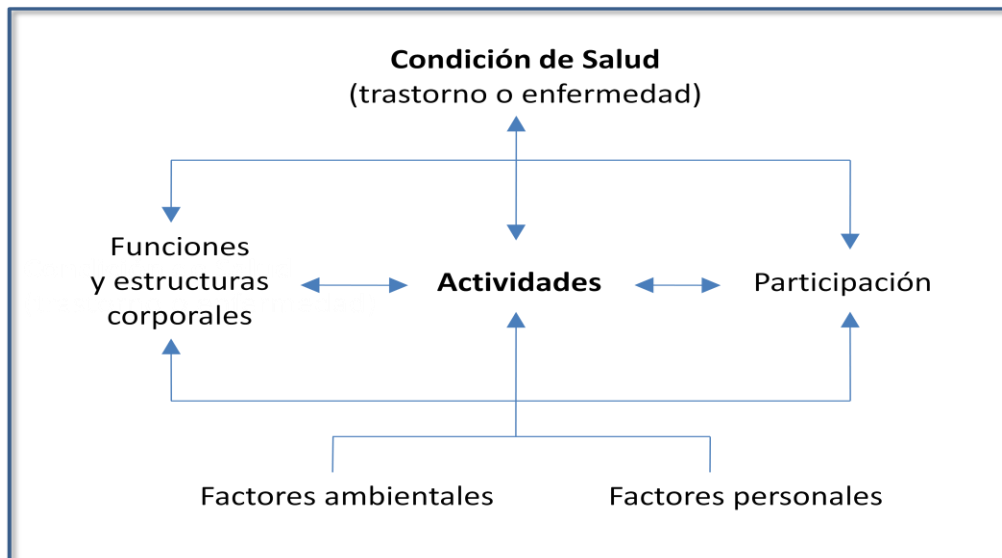 Condición de Salud
(trastorno o enfermedad)
Funciones
y estructuras
corporales
Actividades
Participación
Factores ambientales
Factores personales